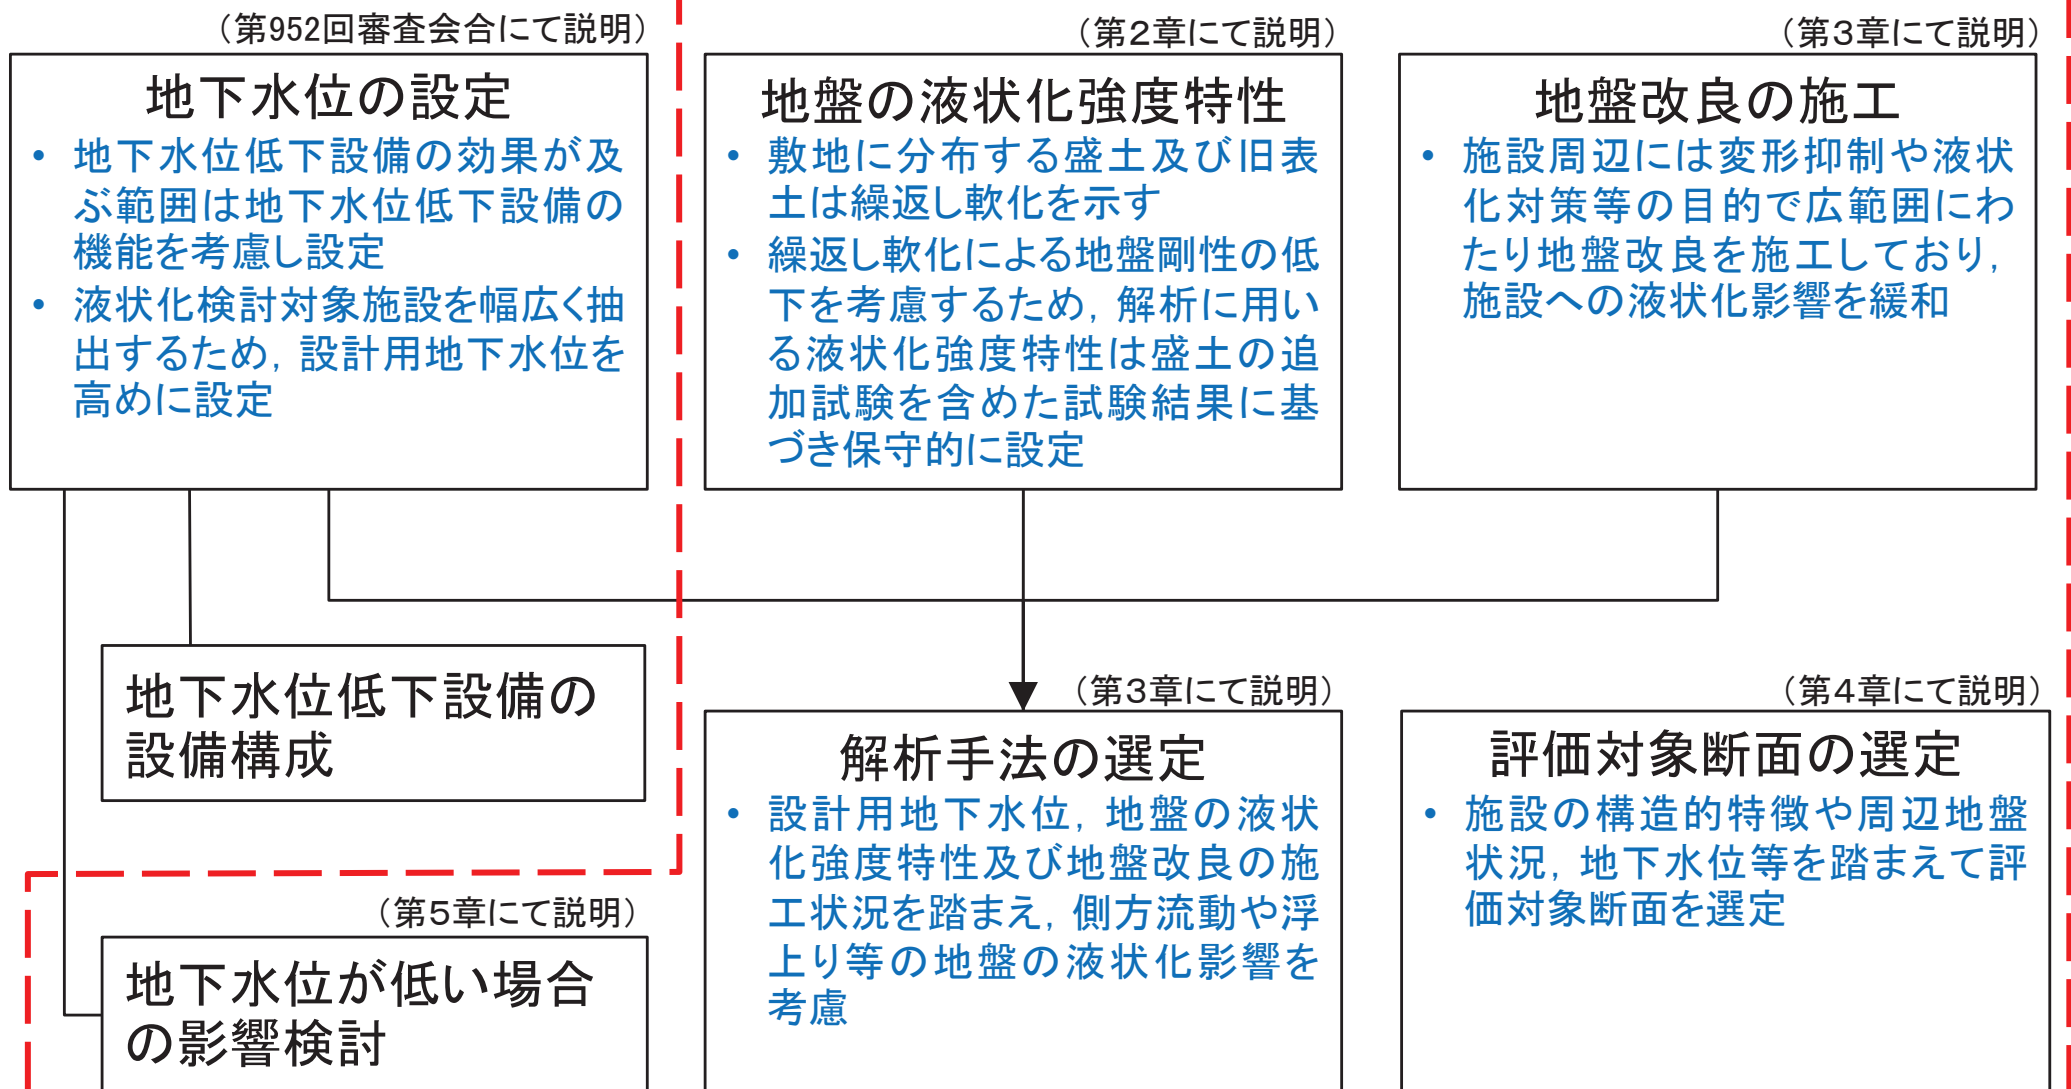 （第952回審査会合にて説明）
地下水位の設定
• 地下水位低下設備の効果が及
ぶ範囲は地下水位低下設備の
機能を考慮し設定
• 液状化検討対象施設を幅広く抽
出するため，設計用地下水位を
高めに設定
（第２章にて説明）
地盤の液状化強度特性
• 敷地に分布する盛土及び旧表
土は繰返し軟化を示す
• 繰返し軟化による地盤剛性の低
下を考慮するため，解析に用い
る液状化強度特性は盛土の追
加試験を含めた試験結果に基
づき保守的に設定
（第３章にて説明）
地盤改良の施工
• 施設周辺には変形抑制や液状
化対策等の目的で広範囲にわ
たり地盤改良を施工しており，
施設への液状化影響を緩和
地下水位低下設備の
設備構成
（第５章にて説明）
地下水位が低い場合
の影響検討
（第３章にて説明）
解析手法の選定
• 設計用地下水位，地盤の液状
化強度特性及び地盤改良の施
工状況を踏まえ，側方流動や浮
上り等の地盤の液状化影響を
考慮
（第４章にて説明）
評価対象断面の選定
• 施設の構造的特徴や周辺地盤
状況，地下水位等を踏まえて評
価対象断面を選定